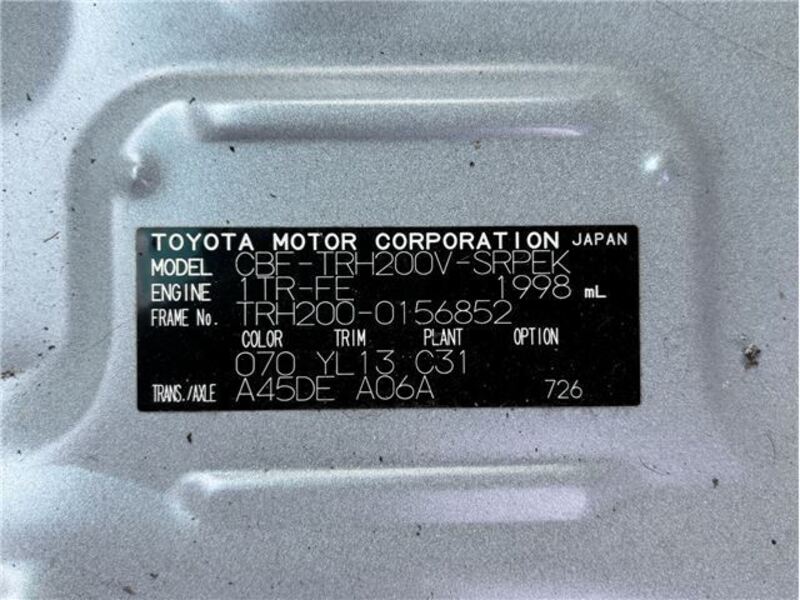 TOYOTA MOTOR CORPORATION JAPAN
MODEL CBF-TRH200V-SRPEK
ENGINE 1TR-FE 1998 mL
FRAME No. TRH200-0156852
COLOR TRIM PLANT OPTION
070 YL13 C31
TRANS./AXLE A45DE A06A 726